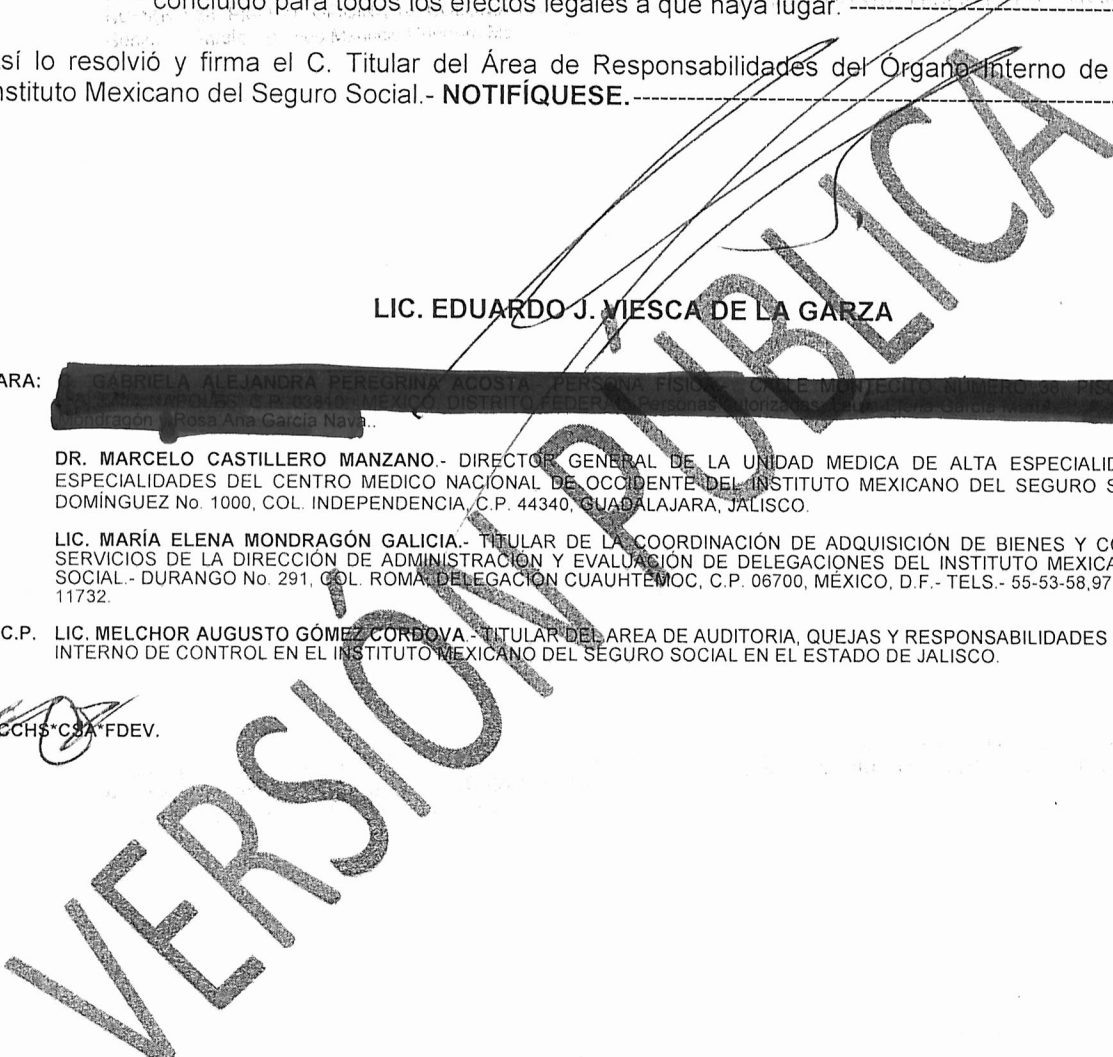 concluido para todos los efectos legales a que haya lugar.
sí lo resolvió y firma el C. Titular del Área de Responsabilidades del Órgano Interno de
nstituto Mexicano del Seguro Social.- NOTIFÍQUESE.
LIC. EDUARDO J. VIESCA DE LA GARZA
ARA:
DR. MARCELO CASTILLERO MANZANO.- DIRECTOR GENERAL DE LA UNIDAD MEDICA DE ALTA ESPECIALID
ESPECIALIDADES DEL CENTRO MEDICO NACIONAL DE OCCIDENTE DEL INSTITUTO MEXICANO DEL SEGURO S
DOMÍNGUEZ No. 1000, COL. INDEPENDENCIA, C.P. 44340, GUADALAJARA, JALISCO.
LIC. MARÍA ELENA MONDRAGÓN GALICIA.- TITULAR DE LA COORDINACIÓN DE ADQUISICIÓN DE BIENES Y CO
SERVICIOS DE LA DIRECCIÓN DE ADMINISTRACIÓN Y EVALUACIÓN DE DELEGACIONES DEL INSTITUTO MEXICA
SOCIAL.- DURANGO No. 291, COL. ROMA, DELEGACIÓN CUAUHTÉMOC, C.P. 06700, MÉXICO, D.F.- TELS.- 55-53-58,97
11732.
C.P. LIC. MELCHOR AUGUSTO GÓMEZ CÓRDOVA.- TITULAR DEL AREA DE AUDITORIA, QUEJAS Y RESPONSABILIDADES
INTERNO DE CONTROL EN EL INSTITUTO MEXICANO DEL SEGURO SOCIAL EN EL ESTADO DE JALISCO.
CCHS*CSA*FDEV.
VERSIÓN PÚBLICA